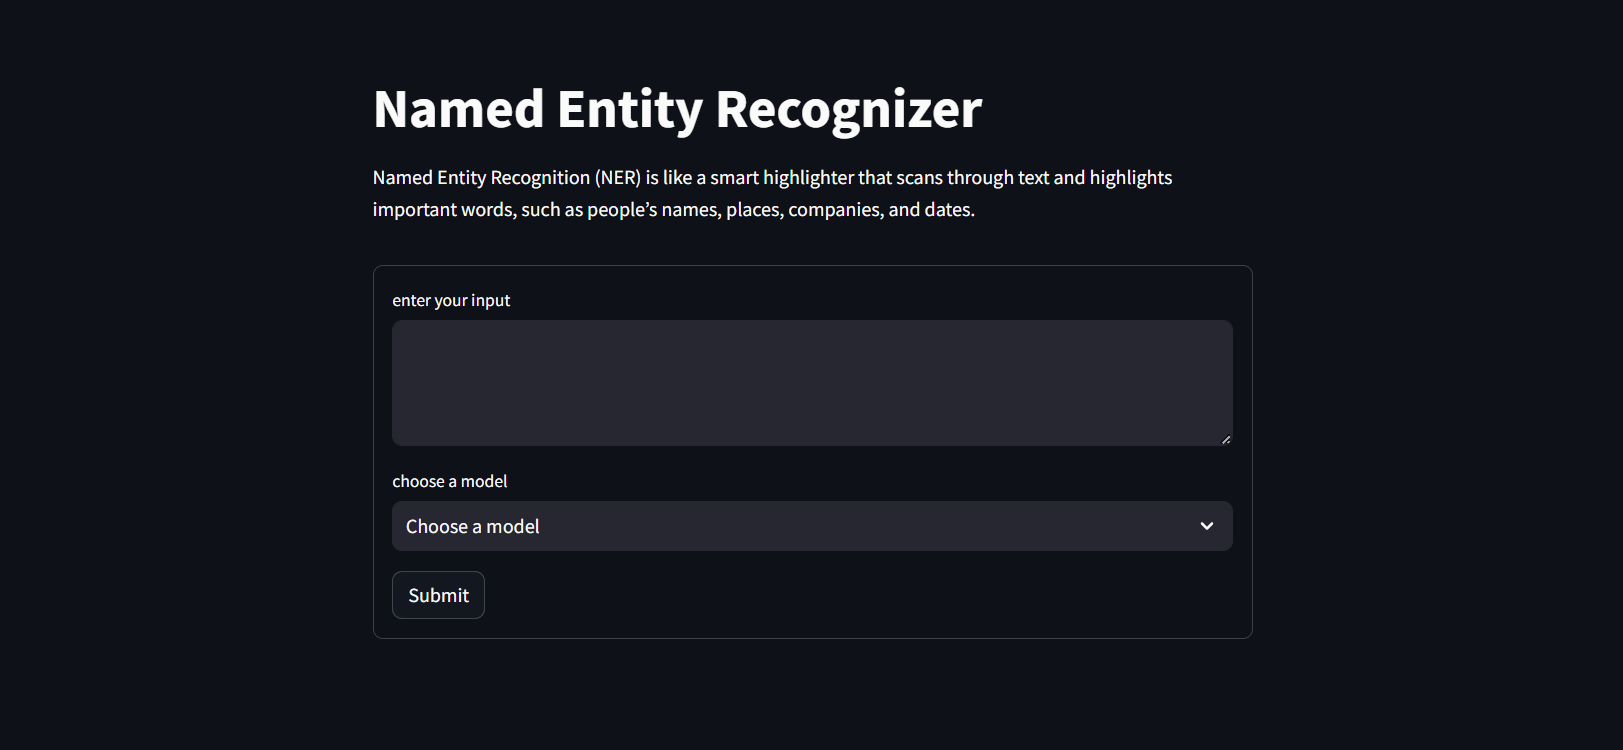 Named Entity Recognizer
Named Entity Recognition (NER) is like a smart highlighter that scans through text and highlights
important words, such as people’s names, places, companies, and dates.
enter your input
choose a model
Choose a model
Submit